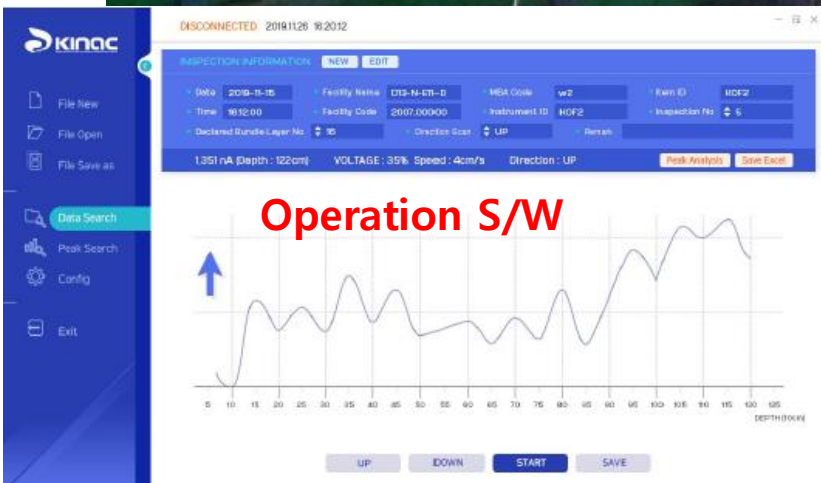 KINAC
DISCONNECTED 2019.11.26 16:20:12
INSPECTION INFORMATION NEW EDIT
Date 2019-11-15 Facility Name MBA Code w2 Item ID HOF2
Time 16:12:00 Facility Code Instrument ID HOF2 Inspection No 6
Declared Bundle Layer No 16 Direction Scan UP Remark
1,351 nA (Depth : 122cm) VOLTAGE : 35% Speed : 4cm/s Direction : UP Peak Analysis Save Excel
File New
File Open
File Save as
Data Search
Peak Search
Config
Exit
Operation S/W
5 10 15 20 25 30 35 40 45 50 55 60 65 70 75 80 85 90 95 100 105 110 115 120 125
UP DOWN START SAVE